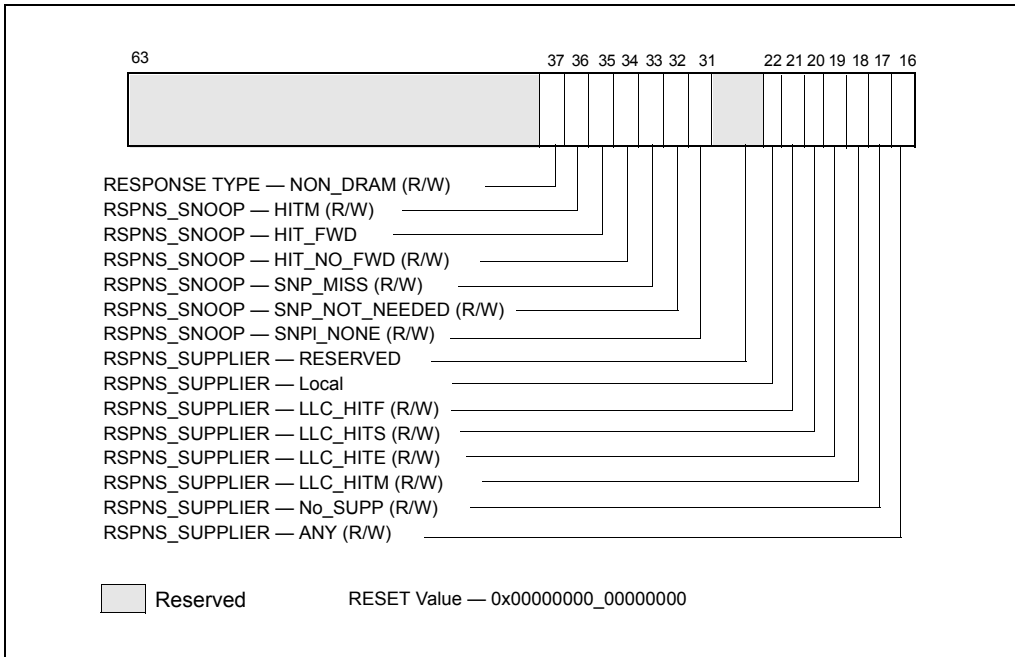 63 37 36 35 34 33 32 31 22 21 20 19 18 17 16
RESPONSE TYPE — NON_DRAM (R/W)
RSPNS_SNOOP — HITM (R/W)
RSPNS_SNOOP — HIT_FWD
RSPNS_SNOOP — HIT_NO_FWD (R/W)
RSPNS_SNOOP — SNP_MISS (R/W)
RSPNS_SNOOP — SNP_NOT_NEEDED (R/W)
RSPNS_SNOOP — SNPI_NONE (R/W)
RSPNS_SUPPLIER — RESERVED
RSPNS_SUPPLIER — Local
RSPNS_SUPPLIER — LLC_HITF (R/W)
RSPNS_SUPPLIER — LLC_HITS (R/W)
RSPNS_SUPPLIER — LLC_HITE (R/W)
RSPNS_SUPPLIER — LLC_HITM (R/W)
RSPNS_SUPPLIER — No_SUPP (R/W)
RSPNS_SUPPLIER — ANY (R/W)
Reserved RESET Value — 0x00000000_00000000